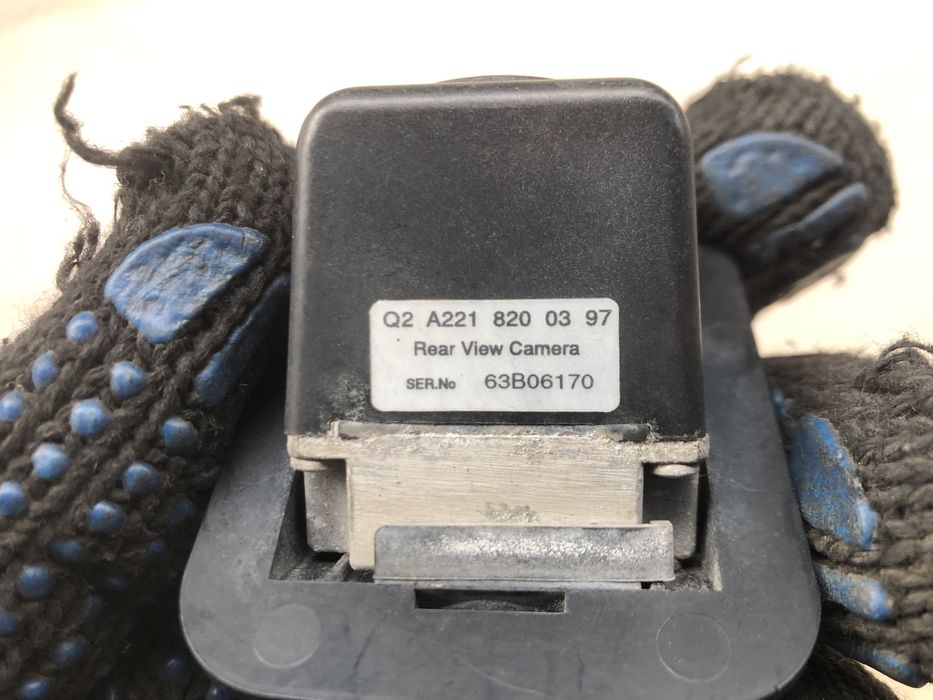 Q2 A221 820 03 97
Rear View Camera
SER.No 63B06170